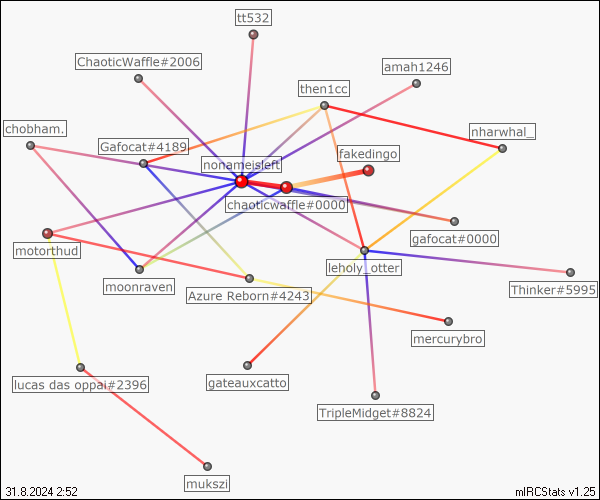 tt532
ChaoticWaffle#2006
amah1246
then1cc
chobham.
nharwhal_
Gafocat#4189
fakedingo
nonameisleft
chaoticwaffle#0000
gafocat#0000
motorthud
leholy_otter
moonraven
Thinker#5995
Azure Reborn#4243
mercurybro
lucas das oppai#2396
gateauxcatto
TripleMidget#8824
mukszi
31.8.2024 2:52
mIRCStats v1.25